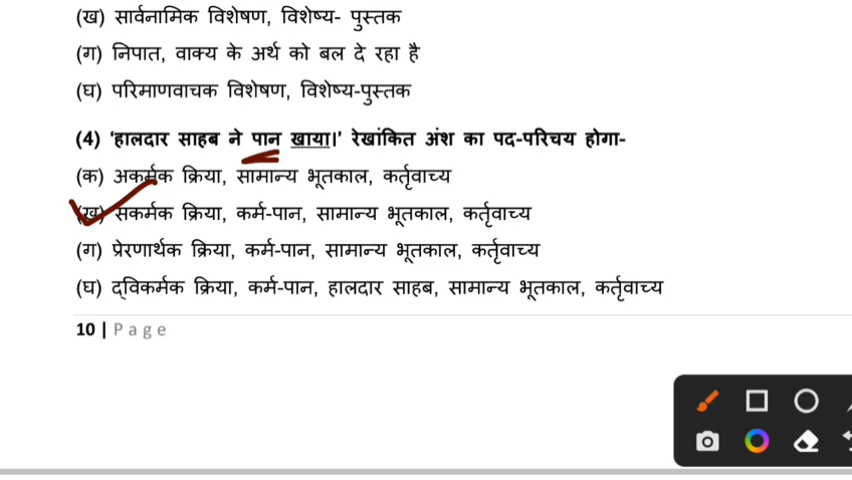 (ख) सार्वनामिक विशेषण, विशेष्य- पुस्तक
(ग) निपात, वाक्य के अर्थ को बल दे रहा है
(घ) परिमाणवाचक विशेषण, विशेष्य-पुस्तक
(4) 'हालदार साहब ने पान खाया।' रेखांकित अंश का पद-परिचय होगा-
(क) अकर्मक क्रिया, सामान्य भूतकाल, कर्तृवाच्य
(ख) सकर्मक क्रिया, कर्म-पान, सामान्य भूतकाल, कर्तृवाच्य
(ग) प्रेरणार्थक क्रिया, कर्म-पान, सामान्य भूतकाल, कर्तृवाच्य
(घ) द्विकर्मक क्रिया, कर्म-पान, हालदार साहब, सामान्य भूतकाल, कर्तृवाच्य
10 | Page